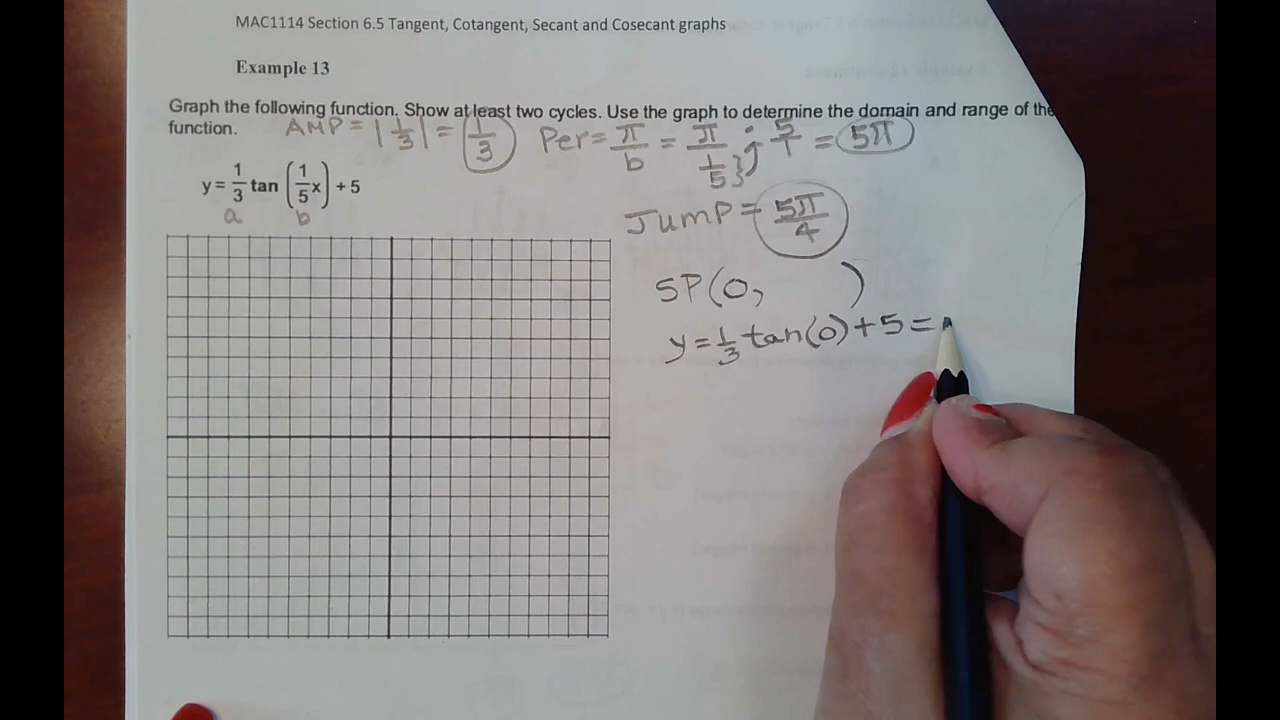 MAC1114 Section 6.5 Tangent, Cotangent, Secant and Cosecant graphs
Example 13
Graph the following function. Show at least two cycles. Use the graph to determine the domain and range of the
function.
AMP = |1/3| = 1/3 Per = π/b = π/(1/5) ; 5/1 = 5π
y = 1/3 tan (1/5 x) + 5
a b
Jump = 5π/4
SP(0, )
y = 1/3 tan(0) + 5 =